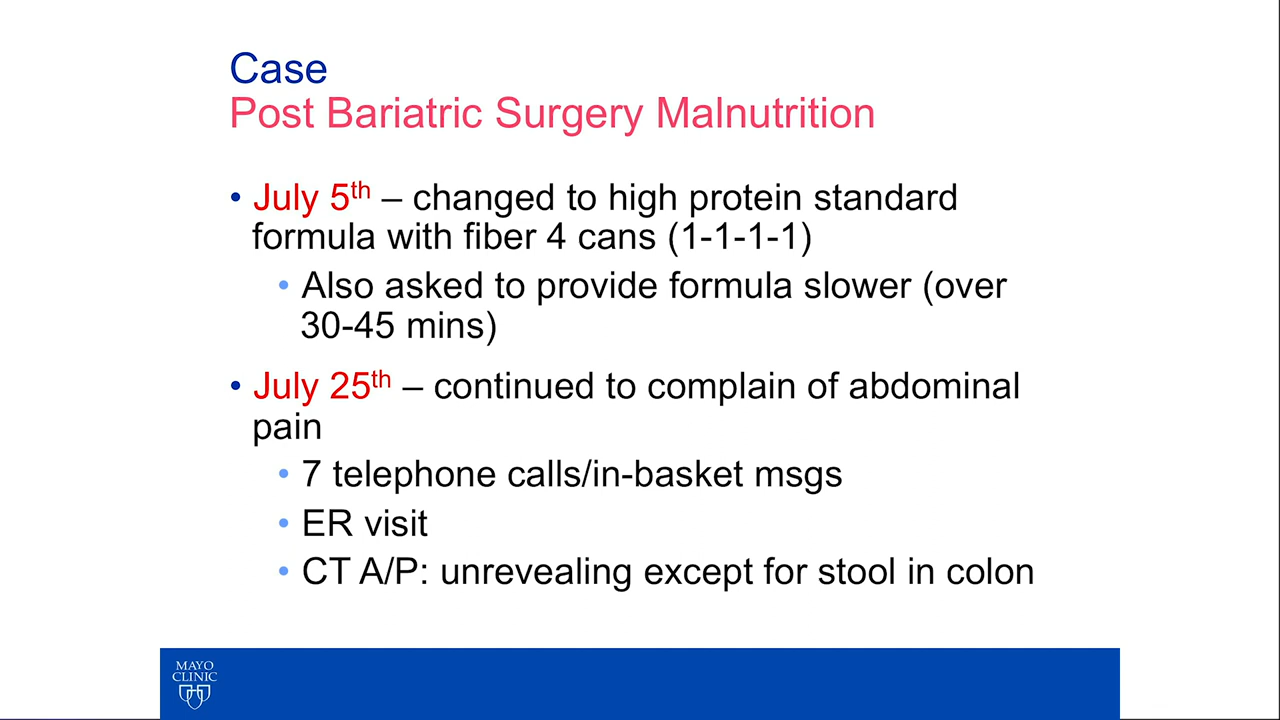 Case
Post Bariatric Surgery Malnutrition
• July 5th – changed to high protein standard
formula with fiber 4 cans (1-1-1-1)
• Also asked to provide formula slower (over
30-45 mins)
• July 25th – continued to complain of abdominal
pain
• 7 telephone calls/in-basket msgs
• ER visit
• CT A/P: unrevealing except for stool in colon
MAYO
CLINIC